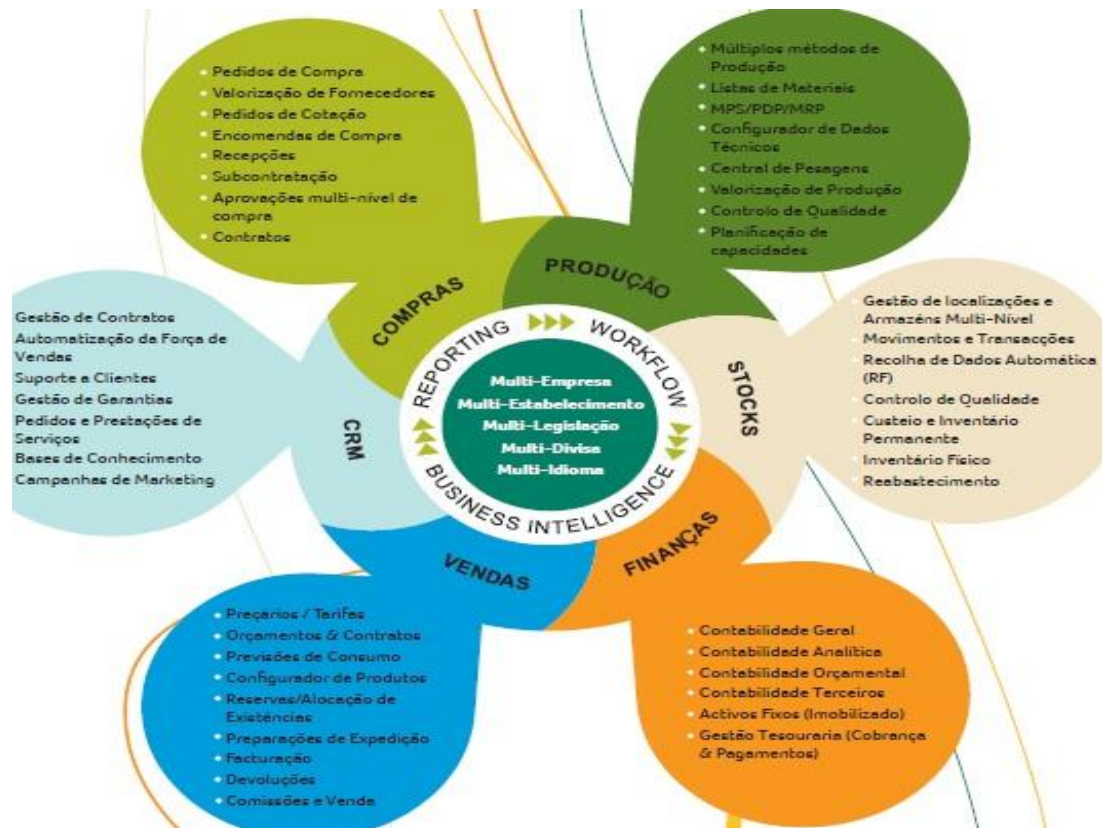 Pedidos de Compra
Valorização de Fornecedores
Pedidos de Cotação
Encomendas de Compra
Recepções
Subcontratação
Aprovações multi-nível de
compra
Contratos
Múltiplos métodos de
Produção
Listas de Materiais
MPS/PDP/MRP
Configurador de Dados
Técnicos
Central de Pesagens
Valorização de Produção
Controlo de Qualidade
Planificação de
capacidades
Gestão de Contratos
Automatização da Força de
Vendas
Suporte a Clientes
Gestão de Garantias
Pedidos e Prestações de
Serviços
Bases de Conhecimento
Campanhas de Marketing
COMPRAS
PRODUÇÃO
STOCKS
FINANÇAS
VENDAS
CRM
REPORTING
WORKFLOW
BUSINESS INTELLIGENCE
Multi-Empresa
Multi-Estabelecimento
Multi-Legislação
Multi-Divisa
Multi-Idioma
Gestão de localizações e
Armazéns Multi-Nível
Movimentos e Transacções
Recolha de Dados Automática
(RF)
Controlo de Qualidade
Custeio e Inventário
Permanente
Inventário Físico
Reabastecimento
Preçários / Tarifas
Orçamentos & Contratos
Previsões de Consumo
Configurador de Produtos
Reservas/Alocação de
Existências
Preparações de Expedição
Facturação
Devoluções
Comissões e Venda
Contabilidade Geral
Contabilidade Analítica
Contabilidade Orçamental
Contabilidade Terceiros
Activos Fixos (Imobilizado)
Gestão Tesouraria (Cobrança
& Pagamentos)